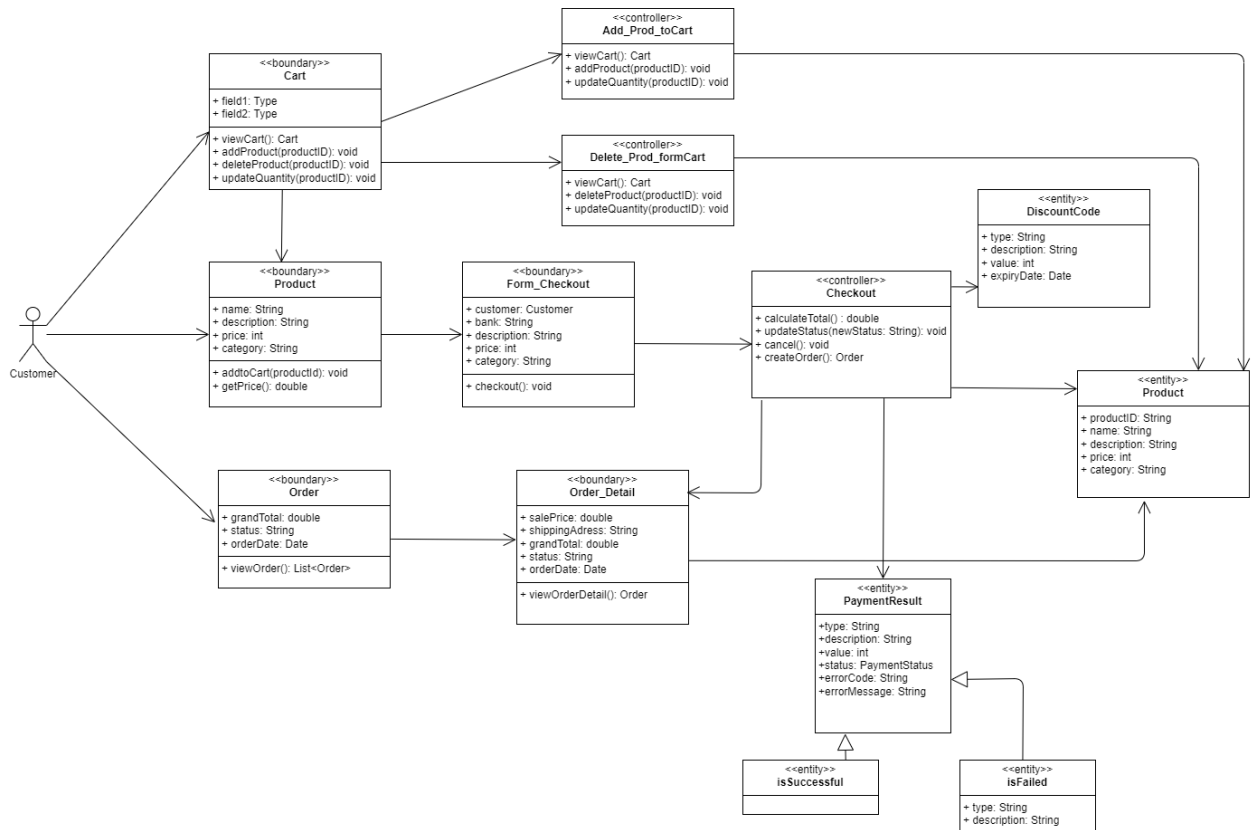 <<controller>>
Add_Prod_toCart
+ viewCart(): Cart
+ addProduct(productID): void
+ updateQuantity(productID): void
<<boundary>>
Cart
+ field1: Type
+ field2: Type
+ viewCart(): Cart
+ addProduct(productID): void
+ deleteProduct(productID): void
+ updateQuantity(productID): void
<<controller>>
Delete_Prod_formCart
+ viewCart(): Cart
+ deleteProduct(productID): void
+ updateQuantity(productID): void
<<entity>>
DiscountCode
+ type: String
+ description: String
+ value: int
+ expiryDate: Date
<<boundary>>
Product
+ name: String
+ description: String
+ price: int
+ category: String
+ addtoCart(productId): void
+ getPrice(): double
<<boundary>>
Form_Checkout
+ customer: Customer
+ bank: String
+ description: String
+ price: int
+ category: String
+ checkout(): void
<<controller>>
Checkout
+ calculateTotal() : double
+ updateStatus(newStatus: String): void
+ cancel(): void
+ createOrder(): Order
Customer
<<entity>>
Product
+ productID: String
+ name: String
+ description: String
+ price: int
+ category: String
<<boundary>>
Order
+ grandTotal: double
+ status: String
+ orderDate: Date
+ viewOrder(): List<Order>
<<boundary>>
Order_Detail
+ salePrice: double
+ shippingAdress: String
+ grandTotal: double
+ status: String
+ orderDate: Date
+ viewOrderDetail(): Order
<<entity>>
PaymentResult
+type: String
+description: String
+value: int
+status: PaymentStatus
+errorCode: String
+errorMessage: String
<<entity>>
isSuccessful
<<entity>>
isFailed
+ type: String
+ description: String